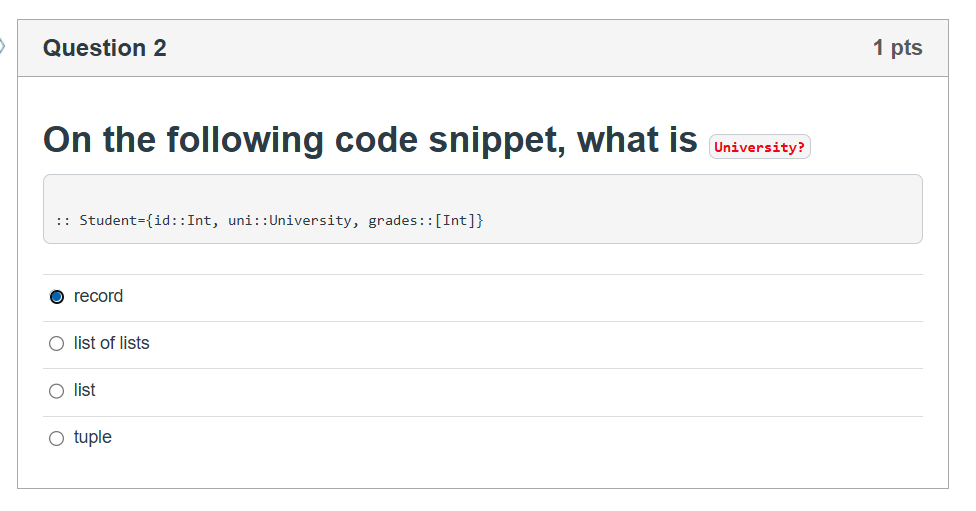 Question 2
1 pts
On the following code snippet, what is University?
:: Student={id::Int, uni::University, grades::[Int]}
record
list of lists
list
tuple